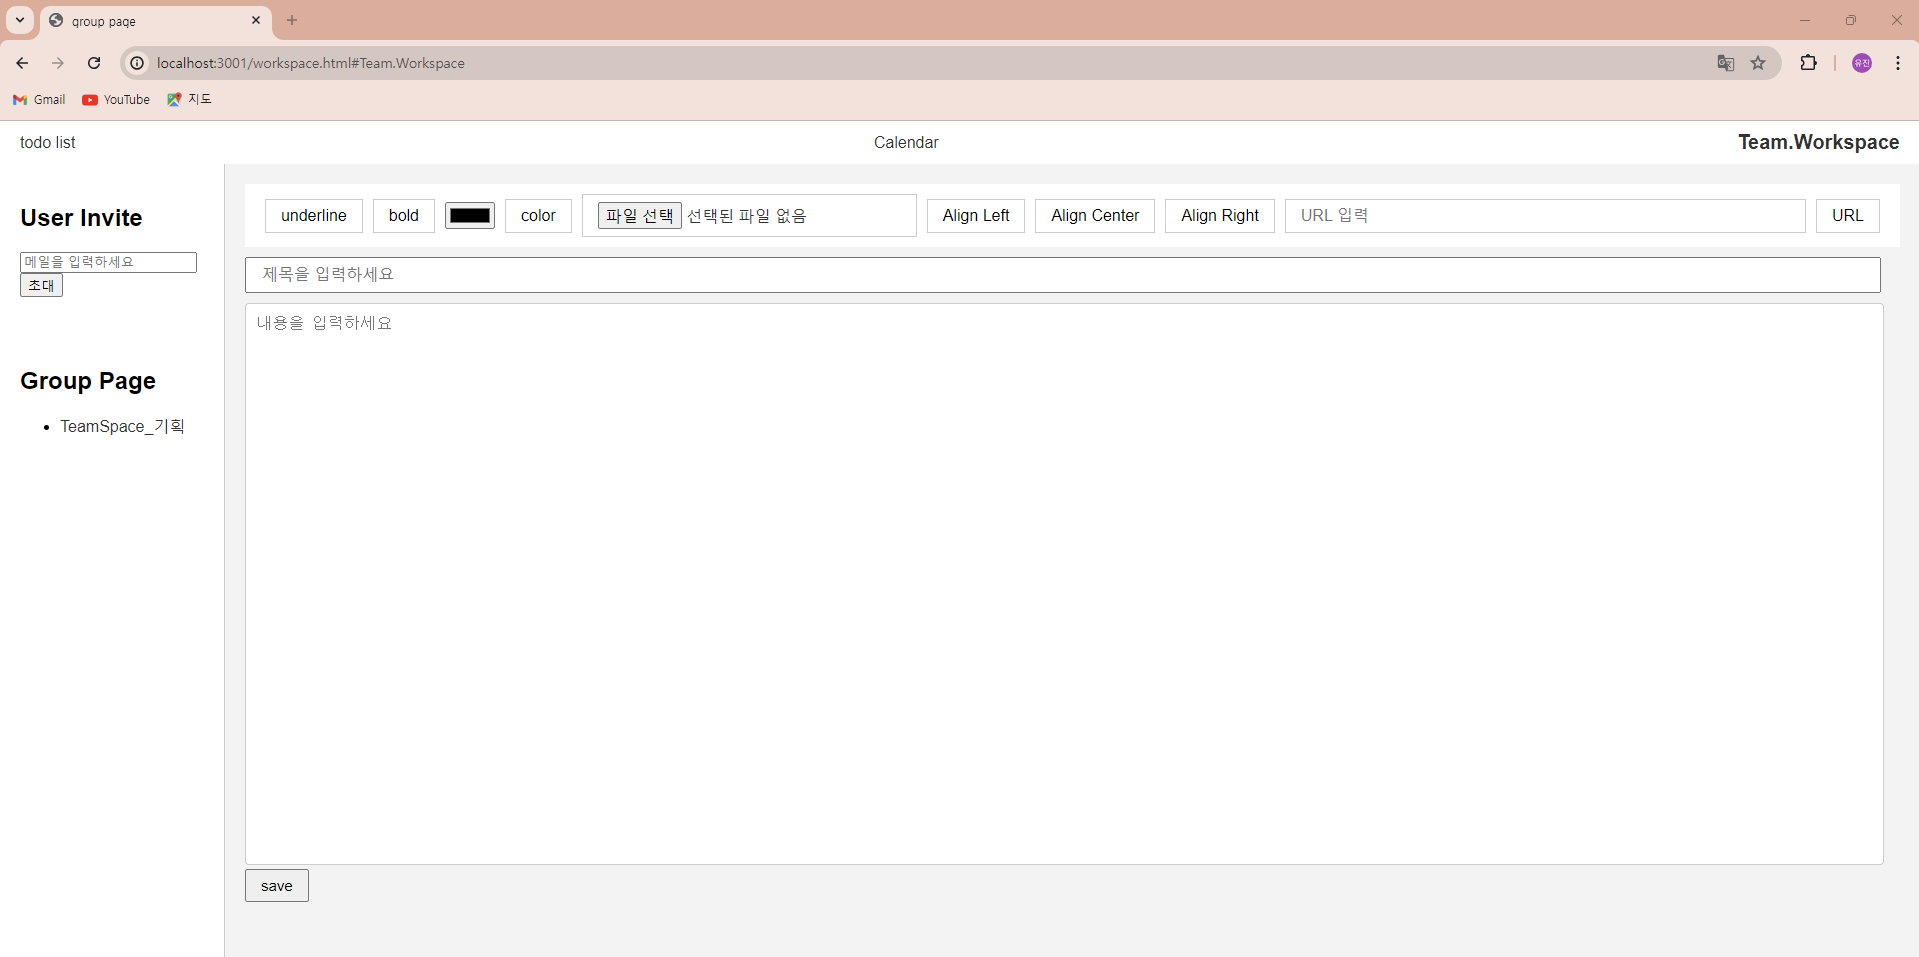 group page
localhost:3001/workspace.html#Team.Workspace
유진
Gmail YouTube 지도
todo list Calendar Team.Workspace
User Invite
메일을 입력하세요
초대
Group Page
TeamSpace_기획
underline bold color 파일 선택 선택된 파일 없음 Align Left Align Center Align Right URL 입력 URL
제목을 입력하세요
내용을 입력하세요
save